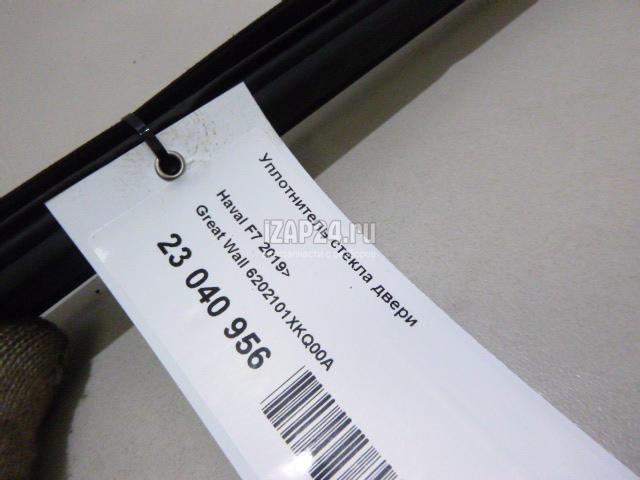 Уплотнитель стекла двери
Haval F7 2019>
Great Wall 6202101XKQ00A
23 040 956
iZAP24.ru